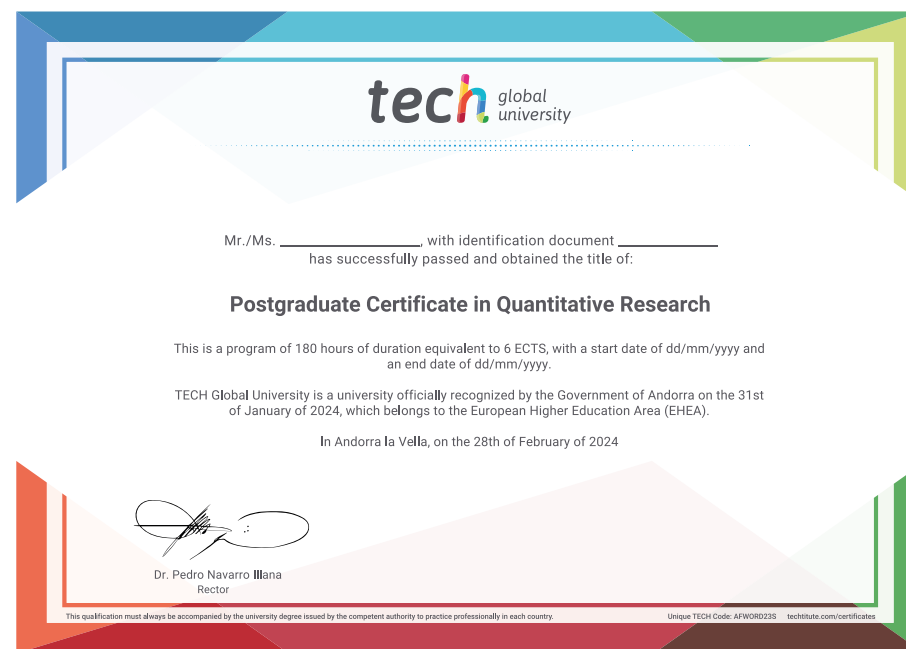 tech global
university
Mr./Ms. ____________, with identification document ____________
has successfully passed and obtained the title of:
Postgraduate Certificate in Quantitative Research
This is a program of 180 hours of duration equivalent to 6 ECTS, with a start date of dd/mm/yyyy and
an end date of dd/mm/yyyy.
TECH Global University is a university officially recognized by the Government of Andorra on the 31st
of January of 2024, which belongs to the European Higher Education Area (EHEA).
In Andorra la Vella, on the 28th of February of 2024
Dr. Pedro Navarro Illana
Rector
This qualification must always be accompanied by the university degree issued by the competent authority to practice professionally in each country.
Unique TECH Code: AFWORD23S techtitute.com/certificates